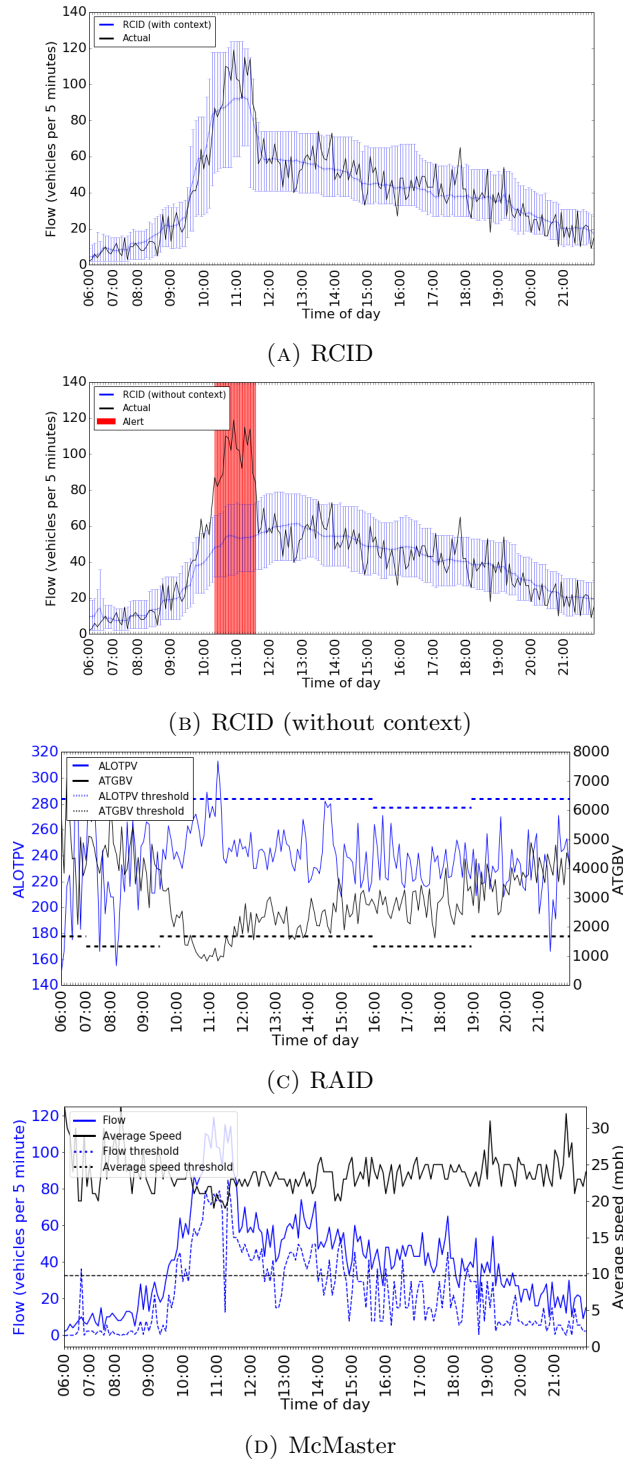 140
120
100
80
60
40
20
0
RCID (with context)
Actual
Flow (vehicles per 5 minutes)
06:00 07:00 08:00 09:00 10:00 11:00 12:00 13:00 14:00 15:00 16:00 17:00 18:00 19:00 20:00 21:00
Time of day
(A) RCID
140
120
100
80
60
40
20
0
RCID (without context)
Actual
Alert
Flow (vehicles per 5 minutes)
06:00 07:00 08:00 09:00 10:00 11:00 12:00 13:00 14:00 15:00 16:00 17:00 18:00 19:00 20:00 21:00
Time of day
(B) RCID (without context)
320
300
280
260
240
220
200
180
160
140
ALOTPV
ALOTPV
ATGBV
ALOTPV threshold
ATGBV threshold
8000
7000
6000
5000
4000
3000
2000
1000
0
ATGBV
06:00 07:00 08:00 09:00 10:00 11:00 12:00 13:00 14:00 15:00 16:00 17:00 18:00 19:00 20:00 21:00
Time of day
(C) RAID
120
100
80
60
40
20
0
Flow (vehicles per 5 minute)
Flow
Average Speed
Flow threshold
Average speed threshold
30
25
20
15
10
5
0
Average speed (mph)
06:00 07:00 08:00 09:00 10:00 11:00 12:00 13:00 14:00 15:00 16:00 17:00 18:00 19:00 20:00 21:00
Time of day
(D) McMaster